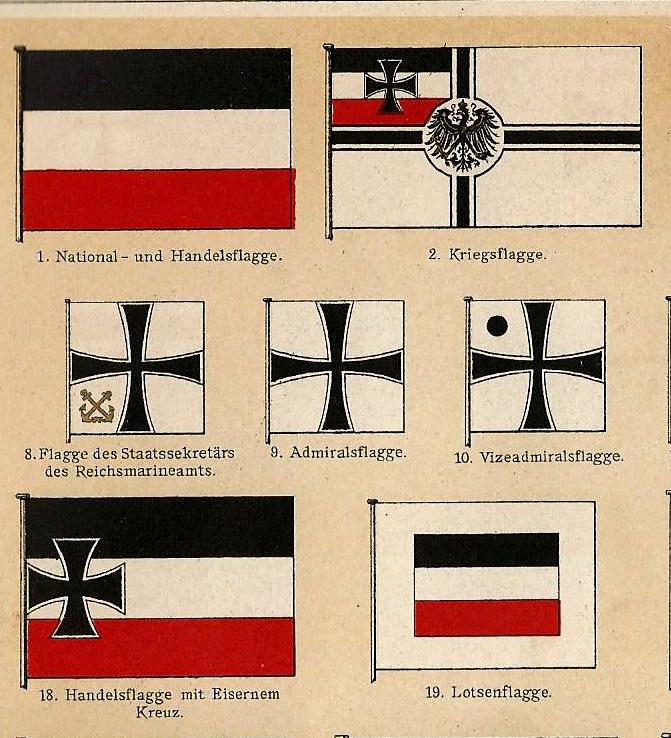 1. National- und Handelsflagge.
2. Kriegsflagge.
8. Flagge des Staatssekretärs
des Reichsmarineamts.
9. Admiralsflagge.
10. Vizeadmiralsflagge.
18. Handelsflagge mit Eisernem
Kreuz.
19. Lotsenflagge.